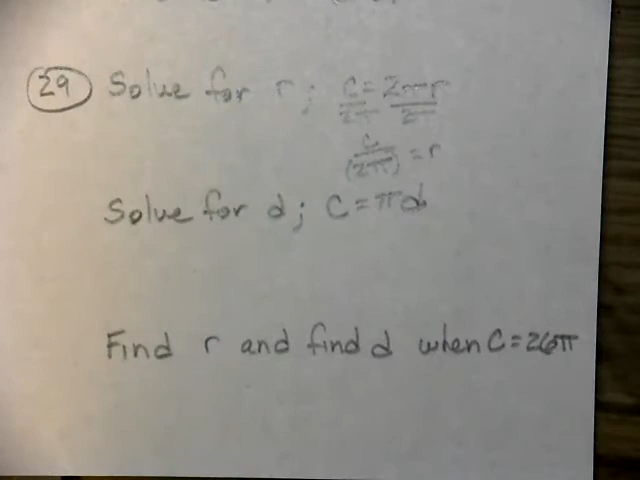 29 Solve for r; C = 2πr
2π 2π
C
(2π) = r
Solve for d; C = πd
Find r and find d when C = 26π